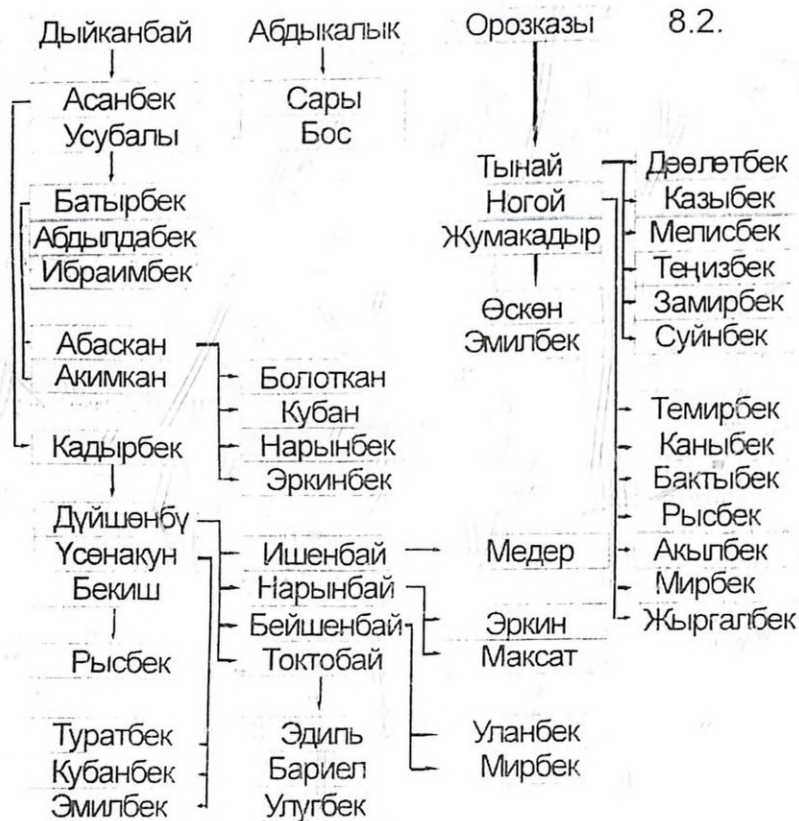 Дыйканбай Абдыкалык Орозказы 8.2.
Асанбек Сары
Усубалы Бос
Тынай Дөөлөтбек
Батырбек Ногой Казыбек
Абдылдабек Жумакадыр Мелисбек
Ибраимбек Теңизбек
Өскөн Замирбек
Абаскан Эмилбек Суйнбек
Акимкан Болоткан
Кубан Темирбек
Кадырбек Нарынбек Каныбек
Эркинбек Бактыбек
Дүйшөнбү Рысбек
Үсөнакун Ишенбай Медер Акылбек
Бекиш Нарынбай Мирбек
Бейшенбай Эркин Жыргалбек
Рысбек Токтобай Максат
Туратбек Эдиль Уланбек
Кубанбек Бариел Мирбек
Эмилбек Улугбек